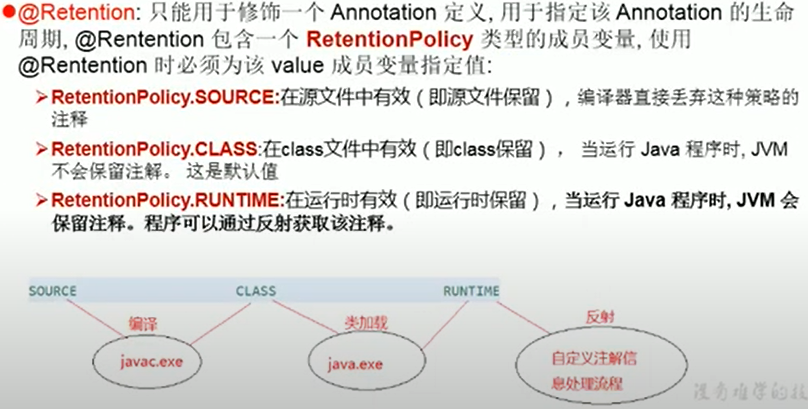 ●@Retention: 只能用于修饰一个 Annotation 定义, 用于指定该 Annotation 的生命
周期, @Rentention 包含一个 RetentionPolicy 类型的成员变量, 使用
@Rentention 时必须为该 value 成员变量指定值:
➢RetentionPolicy.SOURCE:在源文件中有效（即源文件保留）, 编译器直接丢弃这种策略的
注释
➢RetentionPolicy.CLASS:在class文件中有效（即class保留）， 当运行 Java 程序时, JVM
不会保留注解。 这是默认值
➢RetentionPolicy.RUNTIME:在运行时有效（即运行时保留）, 当运行 Java 程序时, JVM 会
保留注释。程序可以通过反射获取该注释。
SOURCE CLASS RUNTIME
编译 类加载 反射
javac.exe java.exe 自定义注解信
息处理流程
没有难学的技